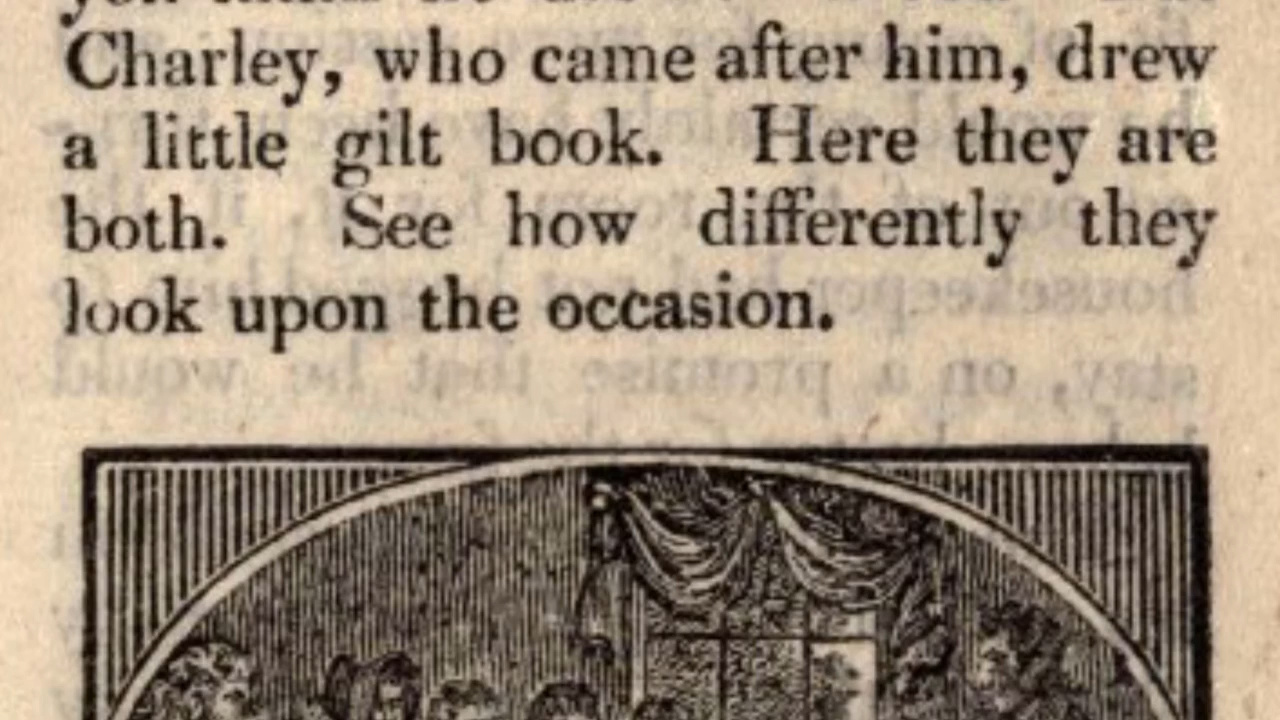 Charley, who came after him, drew
a little gilt book. Here they are
both. See how differently they
look upon the occasion.